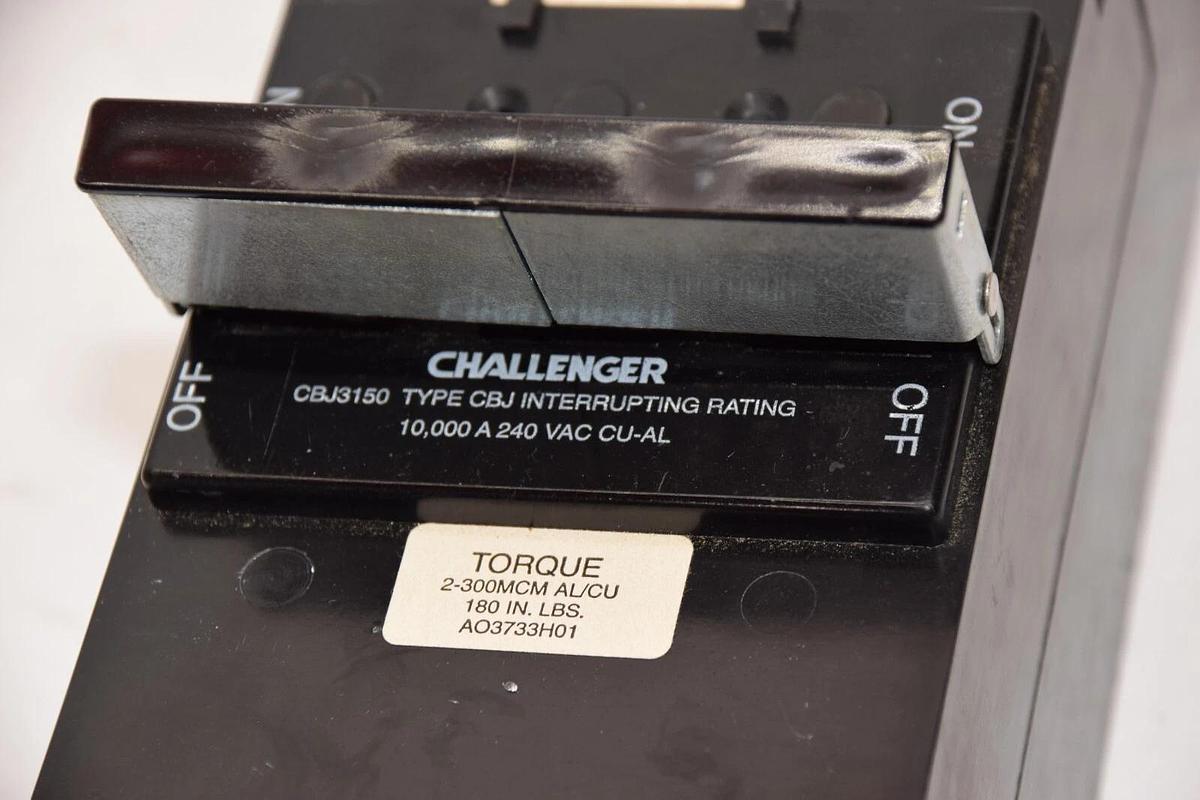 ON
CHALLENGER
CBJ3150 TYPE CBJ INTERRUPTING RATING
10,000 A 240 VAC CU-AL
OFF
OFF
TORQUE
2-300MCM AL/CU
180 IN. LBS.
AO3733H01